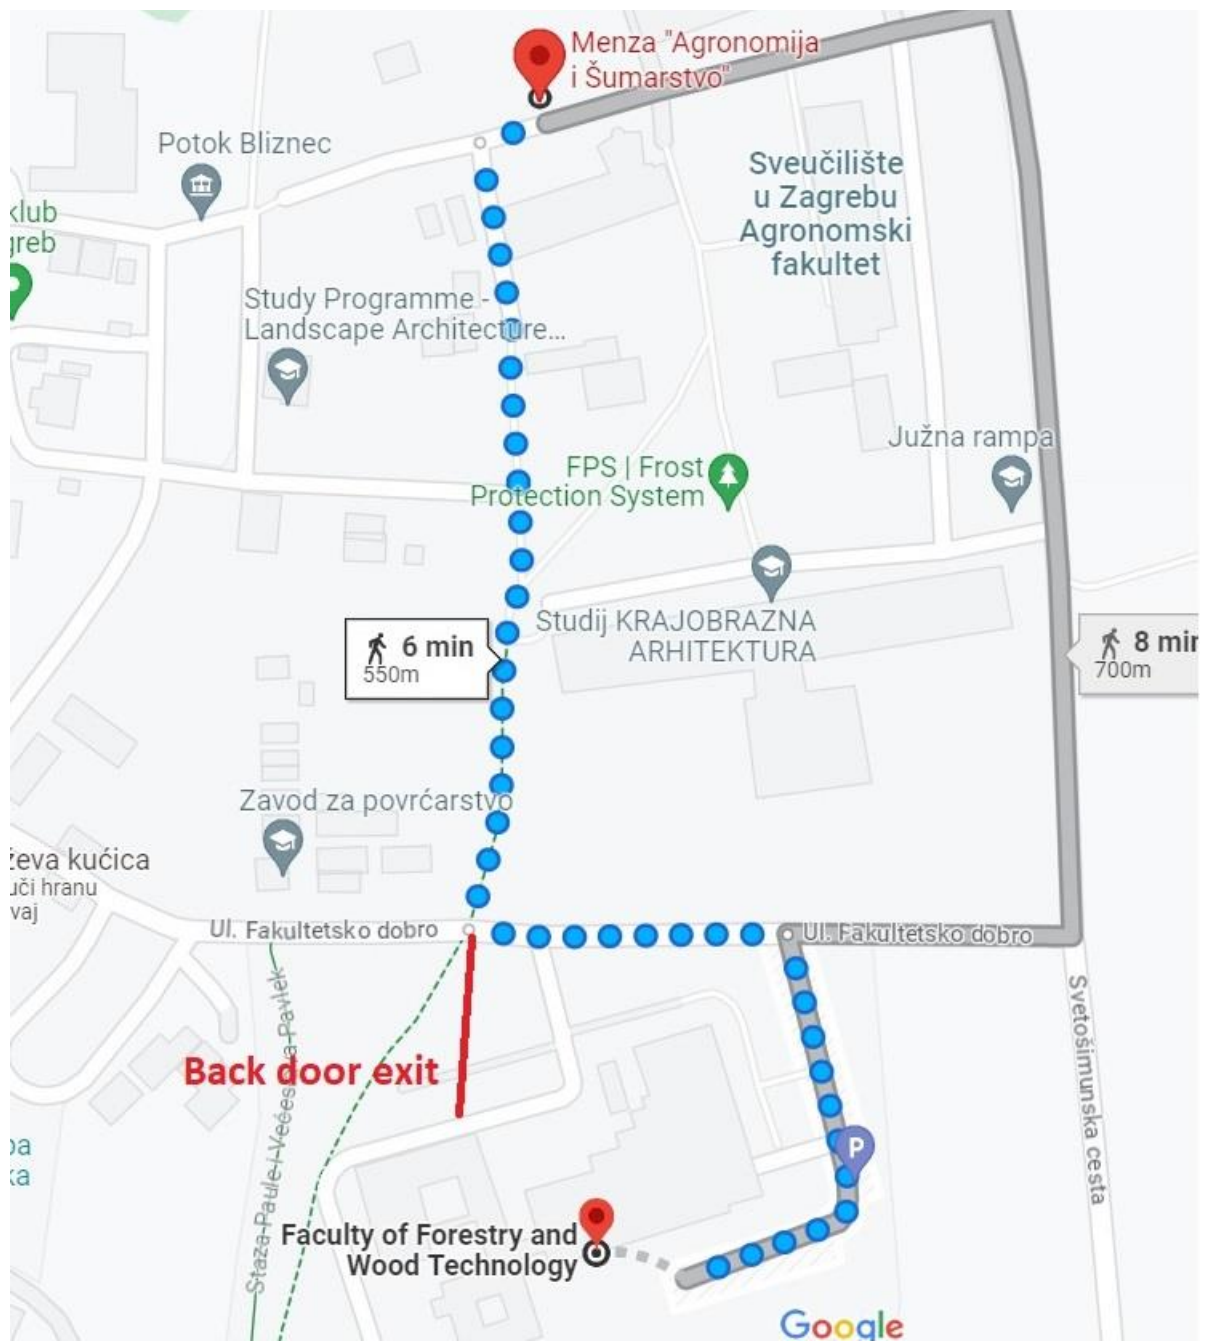 Menza "Agronomija
i Šumarstvo"
Potok Bliznec
klub
greb
Sveučilište
u Zagrebu
Agronomski
fakultet
Study Programme -
Landscape Architecture...
Južna rampa
FPS | Frost
Protection System
Studij KRAJOBRAZNA
ARHITEKTURA
6 min
550m
8 min
700m
Zavod za povrćarstvo
ževa kućica
uči hranu
vaj
Ul. Fakultetsko dobro
Ul. Fakultetsko dobro
Staza Paule i Većeslava Pavlek
Svetošimunska cesta
Back door exit
P
Faculty of Forestry and
Wood Technology
Google